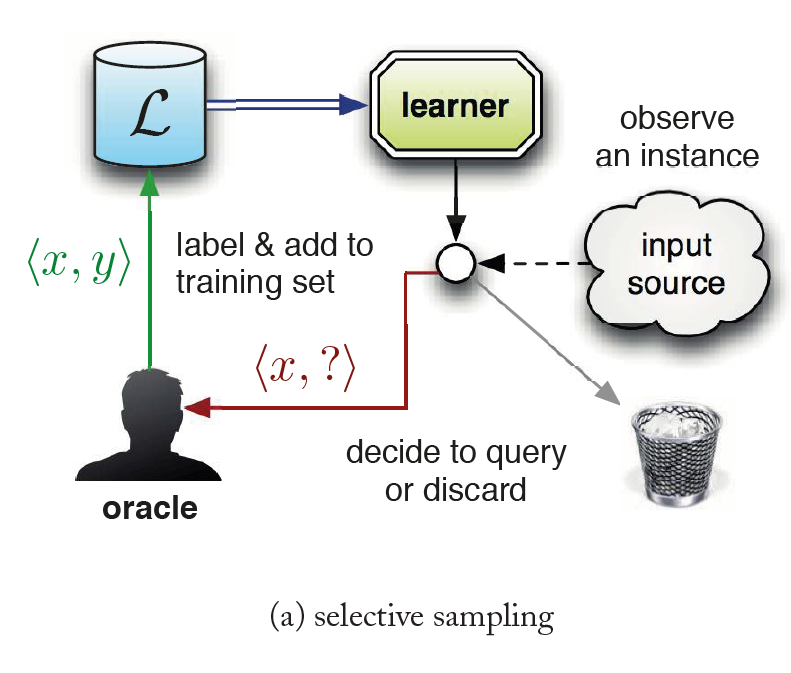 ℒ
learner
observe
an instance
input
source
⟨x, y⟩
label & add to
training set
⟨x, ?⟩
decide to query
or discard
oracle
(a) selective sampling